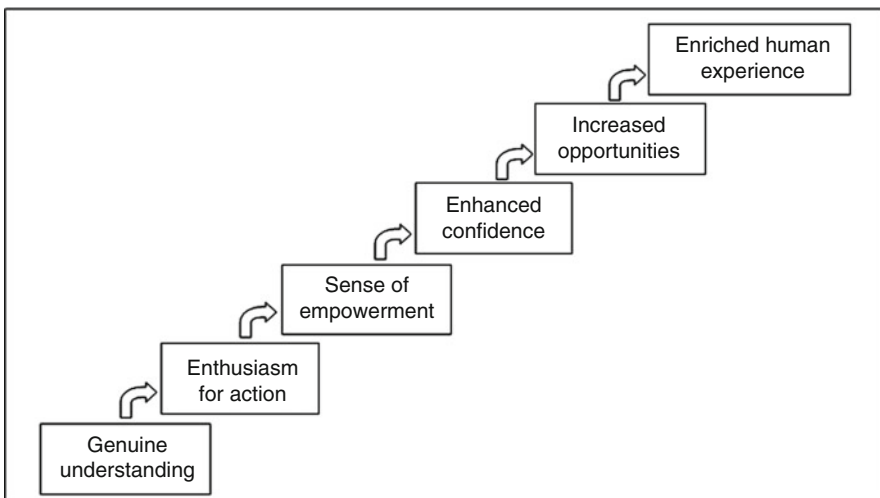 Enriched human
experience
Increased
opportunities
Enhanced
confidence
Sense of
empowerment
Enthusiasm
for action
Genuine
understanding